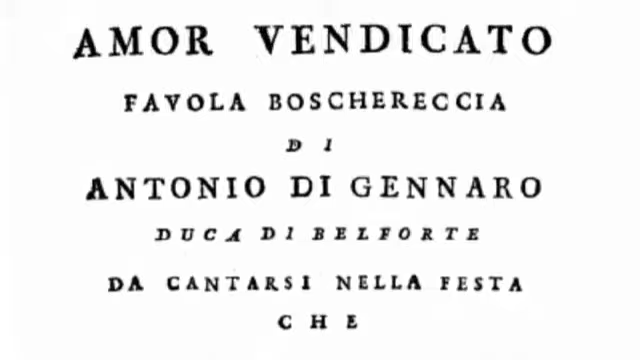 AMOR VENDICATO
FAVOLA BOSCHERECCIA
DI
ANTONIO DI GENNARO
DUCA DI BELFORTE
DA CANTARSI NELLA FESTA
CHE